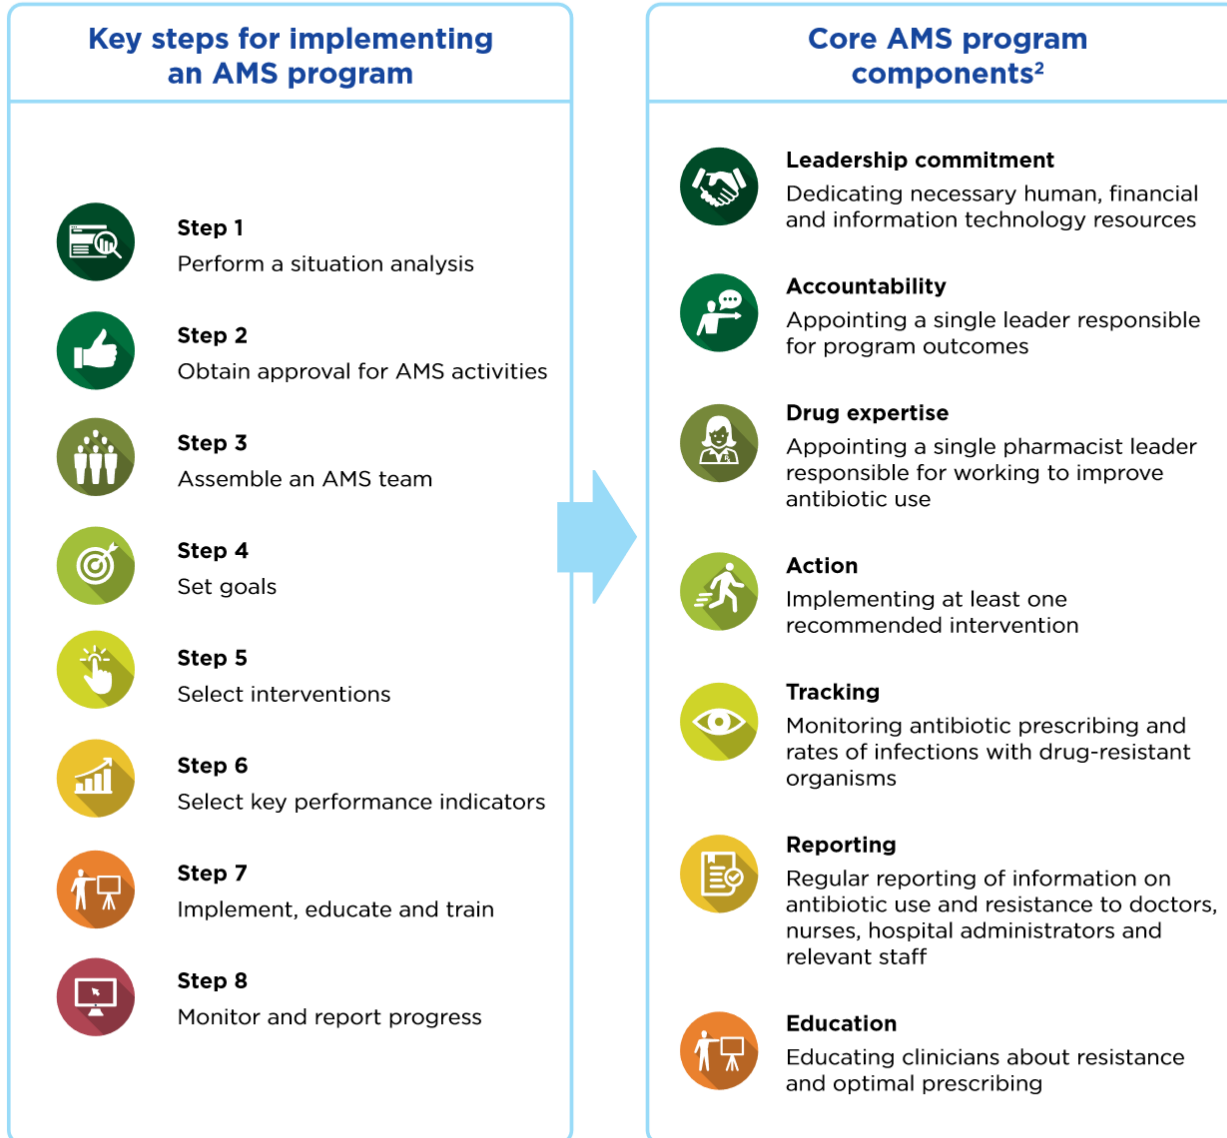 Key steps for implementing
an AMS program
Step 1
Perform a situation analysis
Step 2
Obtain approval for AMS activities
Step 3
Assemble an AMS team
Step 4
Set goals
Step 5
Select interventions
Step 6
Select key performance indicators
Step 7
Implement, educate and train
Step 8
Monitor and report progress
Core AMS program
components²
Leadership commitment
Dedicating necessary human, financial
and information technology resources
Accountability
Appointing a single leader responsible
for program outcomes
Drug expertise
Appointing a single pharmacist leader
responsible for working to improve
antibiotic use
Action
Implementing at least one
recommended intervention
Tracking
Monitoring antibiotic prescribing and
rates of infections with drug-resistant
organisms
Reporting
Regular reporting of information on
antibiotic use and resistance to doctors,
nurses, hospital administrators and
relevant staff
Education
Educating clinicians about resistance
and optimal prescribing